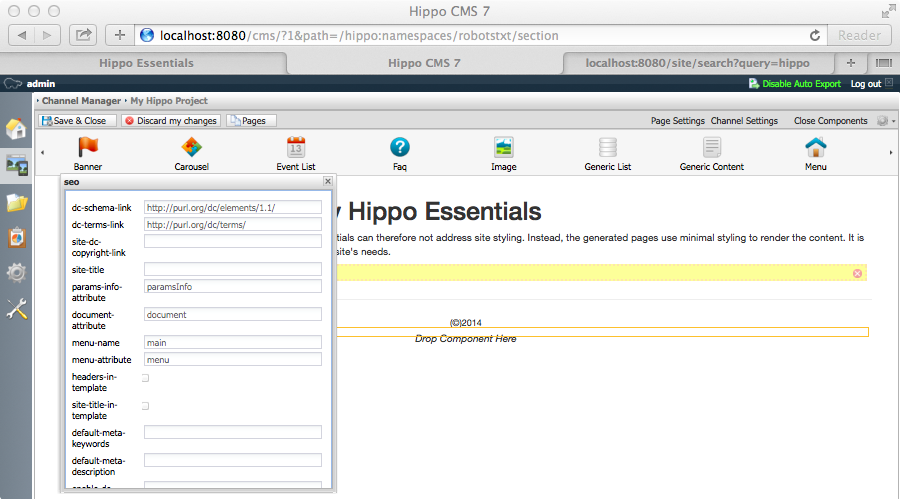 Hippo CMS 7
localhost:8080/cms/?1&path=/hippo:namespaces/robotstxt/section
Reader
Hippo Essentials
Hippo CMS 7
localhost:8080/site/search?query=hippo
admin
Disable Auto Export
Log out
Channel Manager
My Hippo Project
Save & Close
Discard my changes
Pages
Page Settings
Channel Settings
Close Components
13
?
Banner
Carousel
Event List
Faq
Image
Generic List
Generic Content
Menu
seo
y Hippo Essentials
ntials can therefore not address site styling. Instead, the generated pages use minimal styling to render the content. It is
site's needs.
(©)2014
Drop Component Here
dc-schema-link
http://purl.org/dc/elements/1.1/
dc-terms-link
http://purl.org/dc/terms/
site-dc-
copyright-link
site-title
params-info-
attribute
paramsInfo
document-
attribute
document
menu-name
main
menu-attribute
menu
headers-in-
template
site-title-in-
template
default-meta-
keywords
default-meta-
description